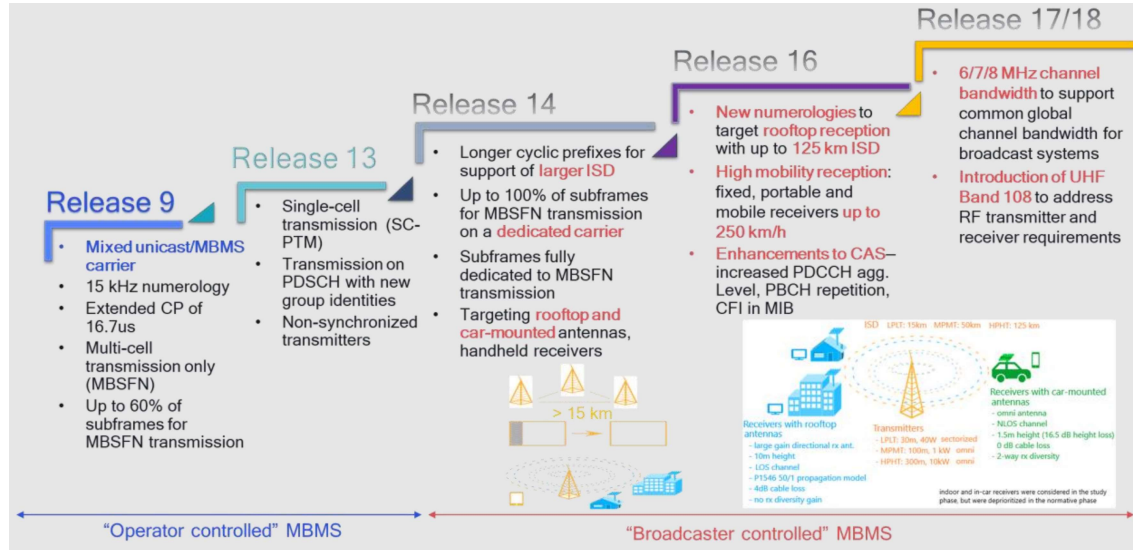 Release 9
Mixed unicast/MBMS
carrier
15 kHz numerology
Extended CP of
16.7us
Multi-cell
transmission only
(MBSFN)
Up to 60% of
subframes for
MBSFN transmission
Release 13
Single-cell
transmission (SC-
PTM)
Transmission on
PDSCH with new
group identities
Non-synchronized
transmitters
Release 14
Longer cyclic prefixes for
support of larger ISD
Up to 100% of subframes
for MBSFN transmission
on a dedicated carrier
Subframes fully
dedicated to MBSFN
transmission
Targeting rooftop and
car-mounted antennas,
handheld receivers
> 15 km
Release 16
New numerologies to
target rooftop reception
with up to 125 km ISD
High mobility reception:
fixed, portable and
mobile receivers up to
250 km/h
Enhancements to CAS–
increased PDCCH agg.
Level, PBCH repetition,
CFI in MIB
Release 17/18
6/7/8 MHz channel
bandwidth to support
common global
channel bandwidth for
broadcast systems
Introduction of UHF
Band 108 to address
RF transmitter and
receiver requirements
ISD LPLT: 15km MPMT: 50km HPHT: 125 km
Receivers with rooftop
antennas
- large gain directional rx ant.
- 10m height
- LOS channel
- P1546 50/1 propagation model
- 4dB cable loss
- no rx diversity gain
Transmitters
- LPLT: 30m, 40W sectorized
- MPMT: 100m, 1 kW omni
- HPHT: 300m, 10kW omni
Receivers with car-mounted
antennas
- omni antenna
- NLOS channel
- 1.5m height (16.5 dB height loss)
0 dB cable loss
- 2-way rx diversity
indoor and in-car receivers were considered in the study
phase, but were deprioritized in the normative phase
“Operator controlled” MBMS
“Broadcaster controlled” MBMS